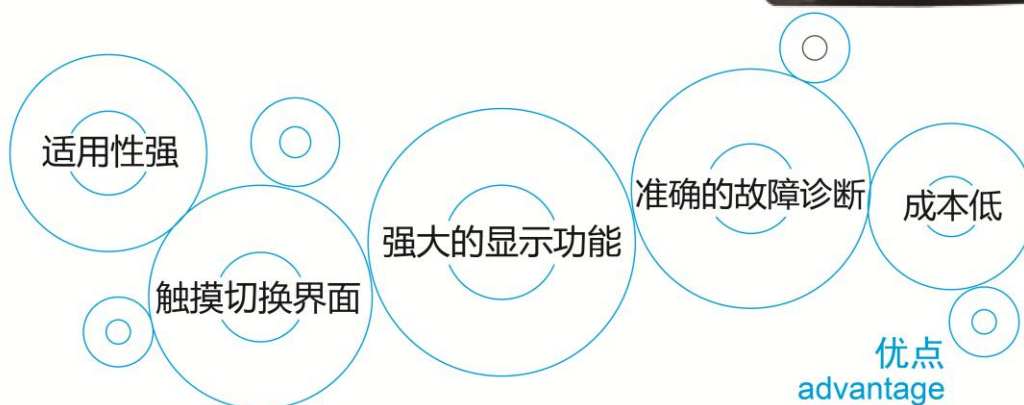 适用性强
触摸切换界面
强大的显示功能
准确的故障诊断
成本低
优点
advantage